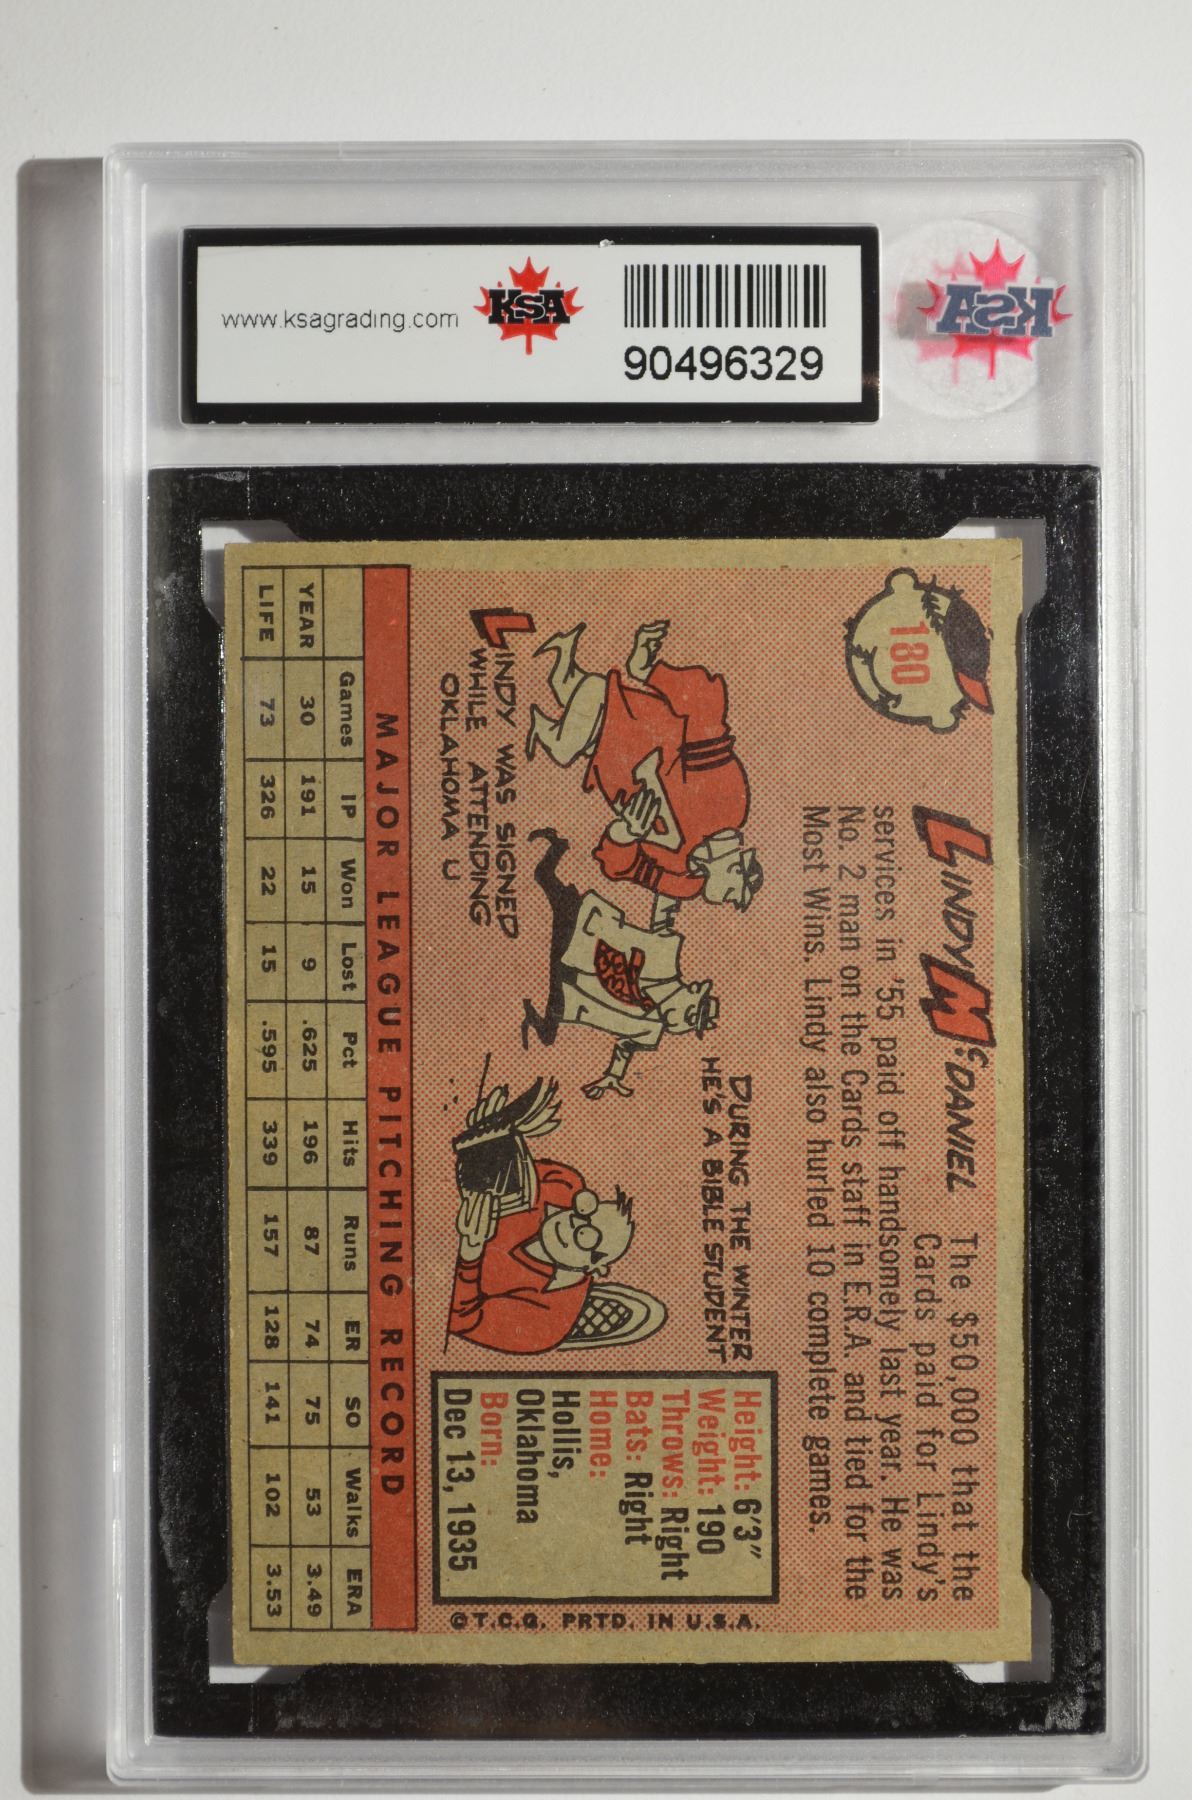 www.ksagrading.com
KSA
90496329
KSA
180
LINDY McDANIEL
The $50,000 that the
Cards paid for Lindy's
services in '55 paid off handsomely last year. He was
No. 2 man on the Cards staff in E.R.A. and tied for the
Most Wins. Lindy also hurled 10 complete games.
LINDY WAS SIGNED
WHILE ATTENDING
OKLAHOMA U
DURING THE WINTER
HE'S A BIBLE STUDENT
Height: 6'3"
Weight: 190
Throws: Right
Bats: Right
Home:
Hollis,
Oklahoma
Born:
Dec 13, 1935
©T.C.G. PRTD. IN U.S.A.
MAJOR LEAGUE PITCHING RECORD
Games IP Won Lost Pct Hits Runs ER SO Walks ERA
YEAR 30 191 15 9 .625 196 87 74 75 53 3.49
LIFE 73 326 22 15 .595 339 157 128 141 102 3.53